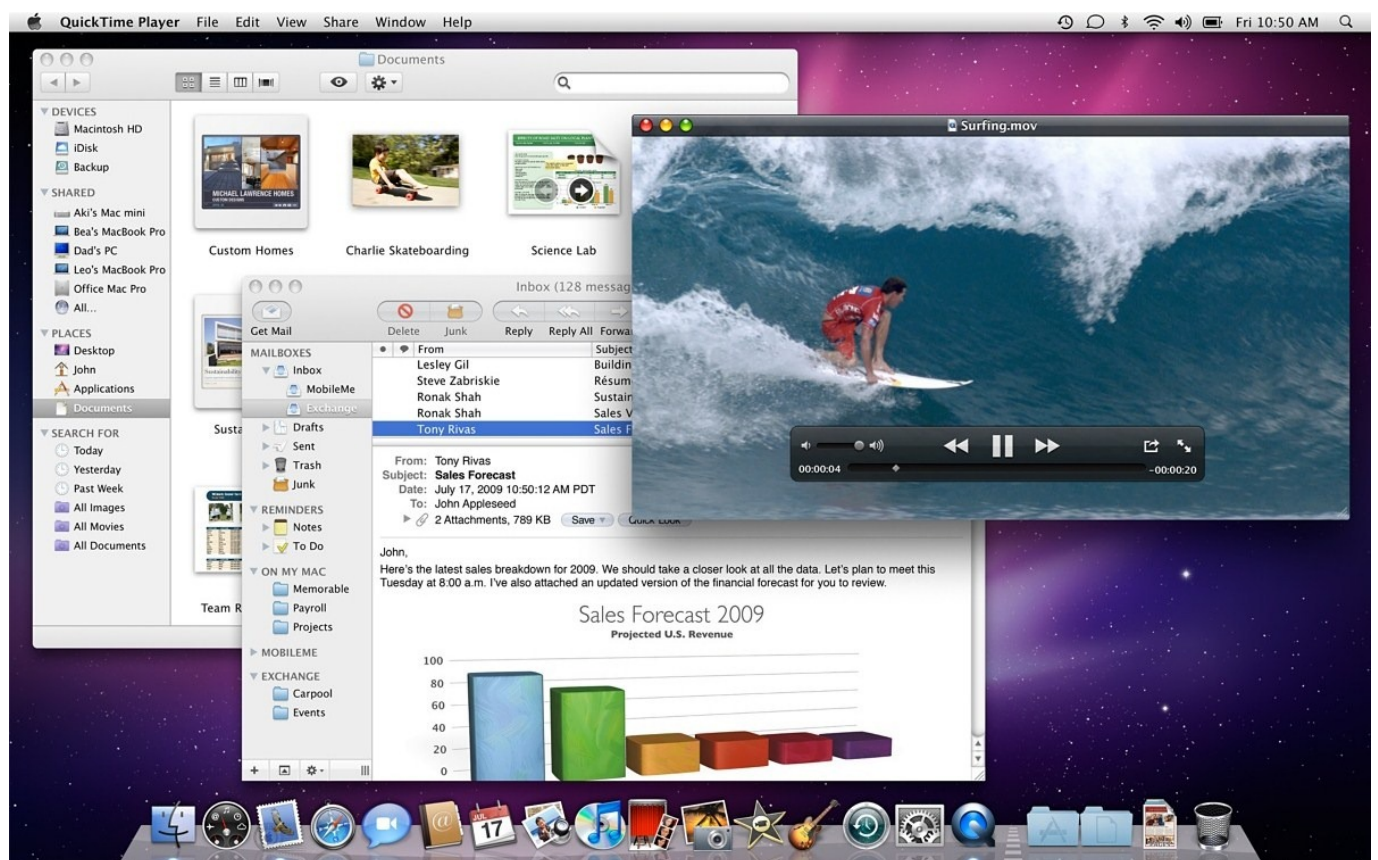 QuickTime Player File Edit View Share Window Help Fri 10:50 AM
Documents
DEVICES
Macintosh HD
iDisk
Backup
SHARED
Aki's Mac mini
Bea's MacBook Pro
Dad's PC
Leo's MacBook Pro
Office Mac Pro
All...
PLACES
Desktop
John
Applications
Documents
SEARCH FOR
Today
Yesterday
Past Week
All Images
All Movies
All Documents
MICHAEL LAWRENCE HOMES
CUSTOM DESIGNS
Custom Homes
Charlie Skateboarding
Science Lab
Susta
Team R
Inbox (128 messag
Get Mail
Delete Junk Reply Reply All Forwa
MAILBOXES
Inbox
MobileMe
Exchange
Drafts
Sent
Trash
Junk
REMINDERS
Notes
To Do
ON MY MAC
Memorable
Payroll
Projects
MOBILEME
EXCHANGE
Carpool
Events
From Subject
Lesley Gil Buildin
Steve Zabriskie Résum
Ronak Shah Sustain
Ronak Shah Sales V
Tony Rivas Sales F
From: Tony Rivas
Subject: Sales Forecast
Date: July 17, 2009 10:50:12 AM PDT
To: John Appleseed
2 Attachments, 789 KB Save Quick Look
John,
Here's the latest sales breakdown for 2009. We should take a closer look at all the data. Let's plan to meet this
Tuesday at 8:00 a.m. I've also attached an updated version of the financial forecast for you to review.
Sales Forecast 2009
Projected U.S. Revenue
100
80
60
40
20
0
Surfing.mov
00:00:04 -00:00:20
JUL
17